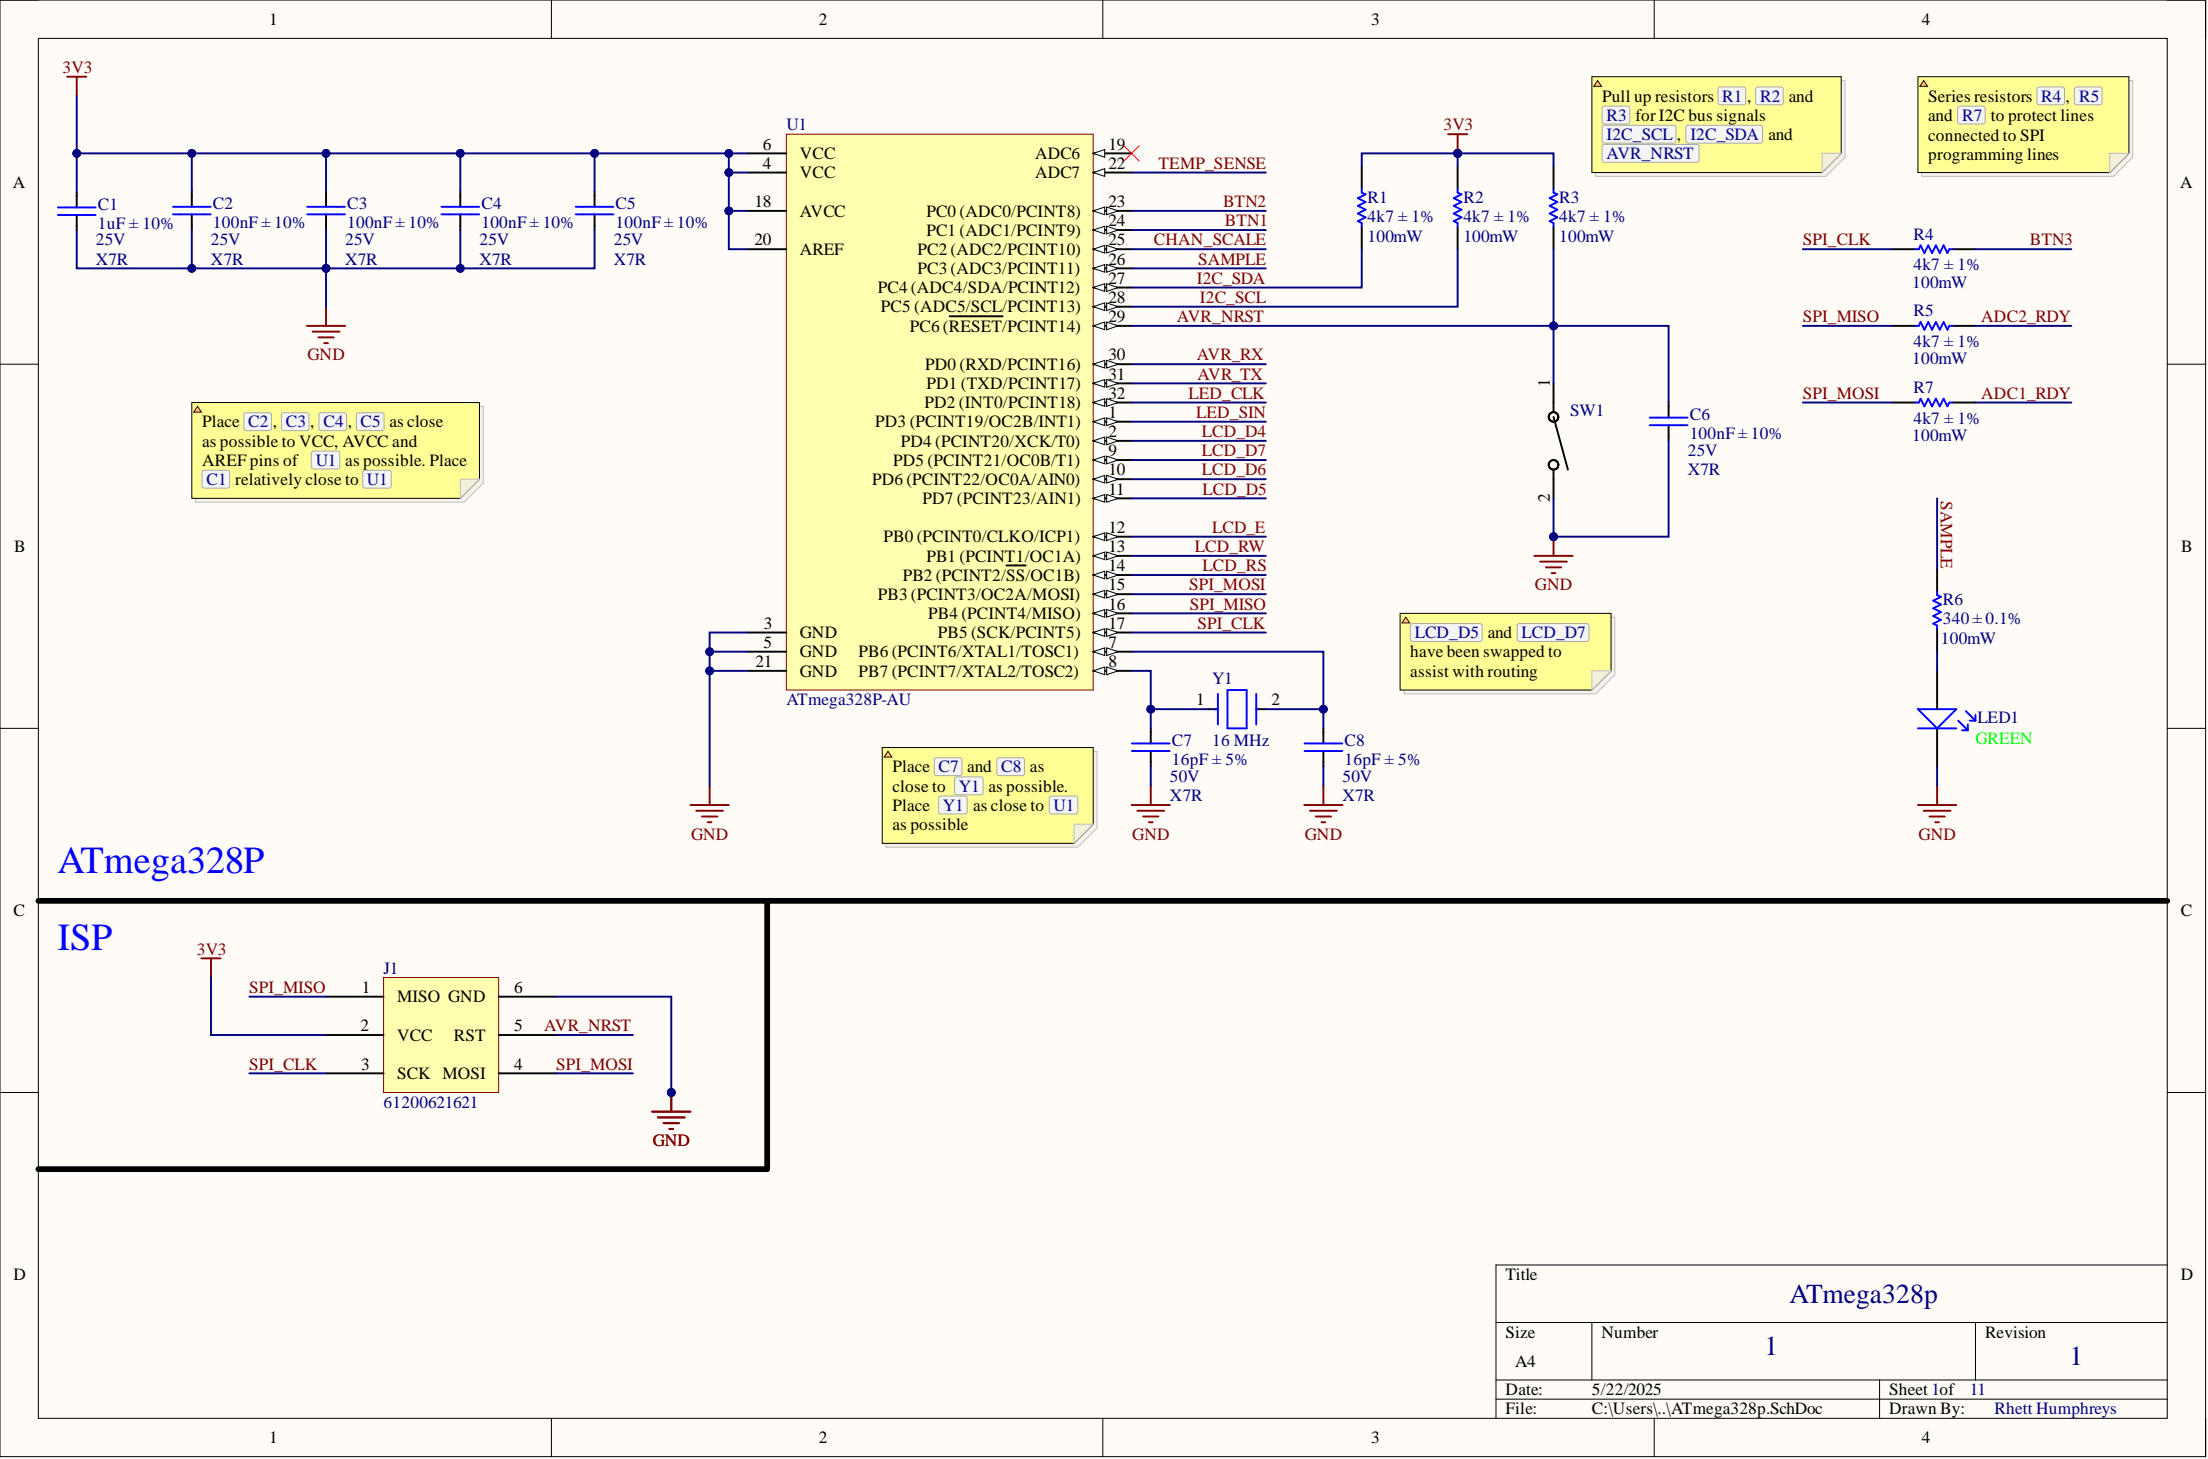 1 2 3 4
A
B
C
D
A
B
C
D
1 2 3 4
3V3
C1
1uF ± 10%
25V
X7R
C2
100nF ± 10%
25V
X7R
C3
100nF ± 10%
25V
X7R
C4
100nF ± 10%
25V
X7R
C5
100nF ± 10%
25V
X7R
GND
Place C2, C3, C4, C5 as close
as possible to VCC, AVCC and
AREF pins of U1 as possible. Place
C1 relatively close to U1
U1
6 VCC
4 VCC
18 AVCC
20 AREF
3 GND
5 GND
21 GND
GND
ADC6 19
ADC7 22 TEMP_SENSE
PC0 (ADC0/PCINT8) 23 BTN2
PC1 (ADC1/PCINT9) 24 BTN1
PC2 (ADC2/PCINT10) 25 CHAN_SCALE
PC3 (ADC3/PCINT11) 26 SAMPLE
PC4 (ADC4/SDA/PCINT12) 27 I2C_SDA
PC5 (ADC5/SCL/PCINT13) 28 I2C_SCL
PC6 (RESET/PCINT14) 29 AVR_NRST
PD0 (RXD/PCINT16) 30 AVR_RX
PD1 (TXD/PCINT17) 31 AVR_TX
PD2 (INT0/PCINT18) 32 LED_CLK
PD3 (PCINT19/OC2B/INT1) 1 LED_SIN
PD4 (PCINT20/XCK/T0) 2 LCD_D4
PD5 (PCINT21/OC0B/T1) 9 LCD_D7
PD6 (PCINT22/OC0A/AIN0) 10 LCD_D6
PD7 (PCINT23/AIN1) 11 LCD_D5
PB0 (PCINT0/CLKO/ICP1) 12 LCD_E
PB1 (PCINT1/OC1A) 13 LCD_RW
PB2 (PCINT2/SS/OC1B) 14 LCD_RS
PB3 (PCINT3/OC2A/MOSI) 15 SPI_MOSI
PB4 (PCINT4/MISO) 16 SPI_MISO
PB5 (SCK/PCINT5) 17 SPI_CLK
PB6 (PCINT6/XTAL1/TOSC1) 7
PB7 (PCINT7/XTAL2/TOSC2) 8
ATmega328P-AU
Place C7 and C8 as
close to Y1 as possible.
Place Y1 as close to U1
as possible
Y1
1 2
16 MHz
C7
16pF ± 5%
50V
X7R
GND
C8
16pF ± 5%
50V
X7R
GND
3V3
R1
4k7 ± 1%
100mW
R2
4k7 ± 1%
100mW
R3
4k7 ± 1%
100mW
1
SW1
2
C6
100nF ± 10%
25V
X7R
GND
Pull up resistors R1, R2 and
R3 for I2C bus signals
I2C_SCL, I2C_SDA and
AVR_NRST
Series resistors R4, R5
and R7 to protect lines
connected to SPI
programming lines
SPI_CLK R4 BTN3
4k7 ± 1%
100mW
SPI_MISO R5 ADC2_RDY
4k7 ± 1%
100mW
SPI_MOSI R7 ADC1_RDY
4k7 ± 1%
100mW
LCD_D5 and LCD_D7
have been swapped to
assist with routing
SAMPLE
R6
340 ± 0.1%
100mW
LED1
GREEN
GND
ATmega328P
ISP
3V3
J1
SPI_MISO 1 MISO GND 6
2 VCC RST 5 AVR_NRST
SPI_CLK 3 SCK MOSI 4 SPI_MOSI
61200621621
GND
Title
ATmega328p
Size Number Revision
A4 1 1
Date: 5/22/2025 Sheet 1of 11
File: C:\Users\..\ATmega328p.SchDoc Drawn By: Rhett Humphreys